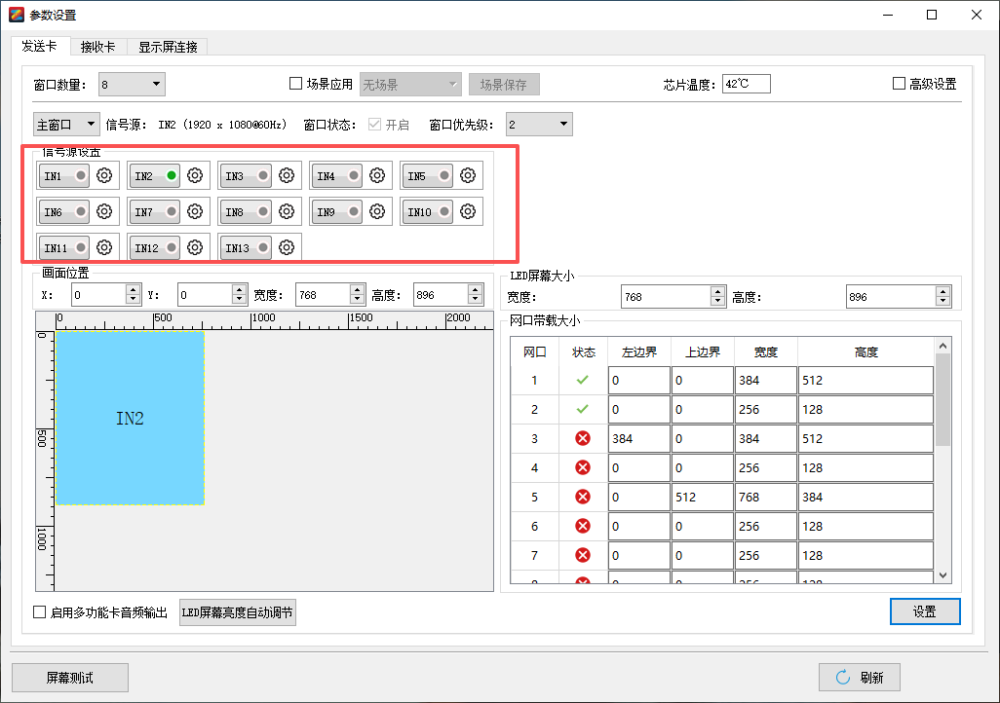 参数设置
发送卡 接收卡 显示屏连接
窗口数量: 8 场景应用 无场景 场景保存 芯片温度: 42℃ 高级设置
主窗口 信号源: IN2 (1920 x 1080@60Hz) 窗口状态: 开启 窗口优先级: 2
信号源设置
IN1 IN2 IN3 IN4 IN5
IN6 IN7 IN8 IN9 IN10
IN11 IN12 IN13
画面位置
X: 0 Y: 0 宽度: 768 高度: 896
0 500 1000 1500 2000
0
500
1000
IN2
LED屏幕大小
宽度: 768 高度: 896
网口带载大小
网口 状态 左边界 上边界 宽度 高度
1 0 0 384 512
2 0 0 256 128
3 384 0 384 512
4 0 0 256 128
5 0 512 768 384
6 0 0 256 128
7 0 0 256 128
8 0 0 256 128
启用多功能卡音频输出 LED屏幕亮度自动调节 设置
屏幕测试 刷新